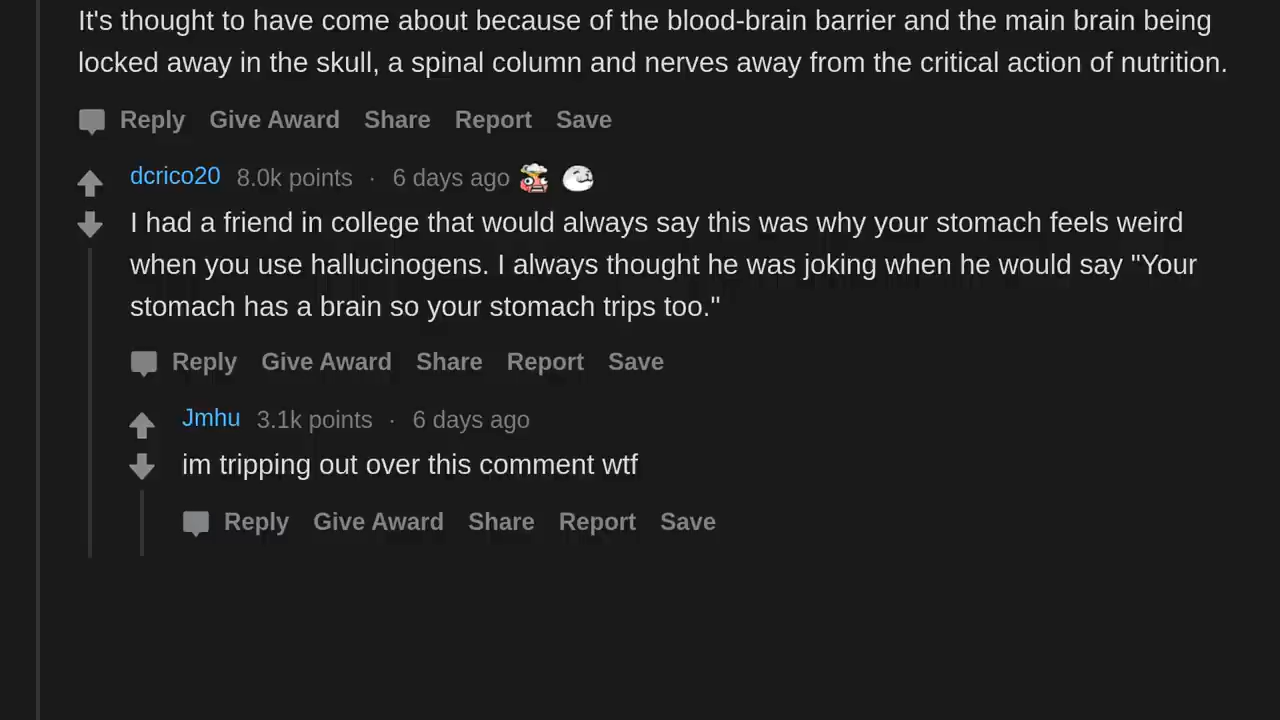 It's thought to have come about because of the blood-brain barrier and the main brain being
locked away in the skull, a spinal column and nerves away from the critical action of nutrition.
Reply Give Award Share Report Save
dcrico20 8.0k points · 6 days ago
I had a friend in college that would always say this was why your stomach feels weird
when you use hallucinogens. I always thought he was joking when he would say "Your
stomach has a brain so your stomach trips too."
Reply Give Award Share Report Save
Jmhu 3.1k points · 6 days ago
im tripping out over this comment wtf
Reply Give Award Share Report Save